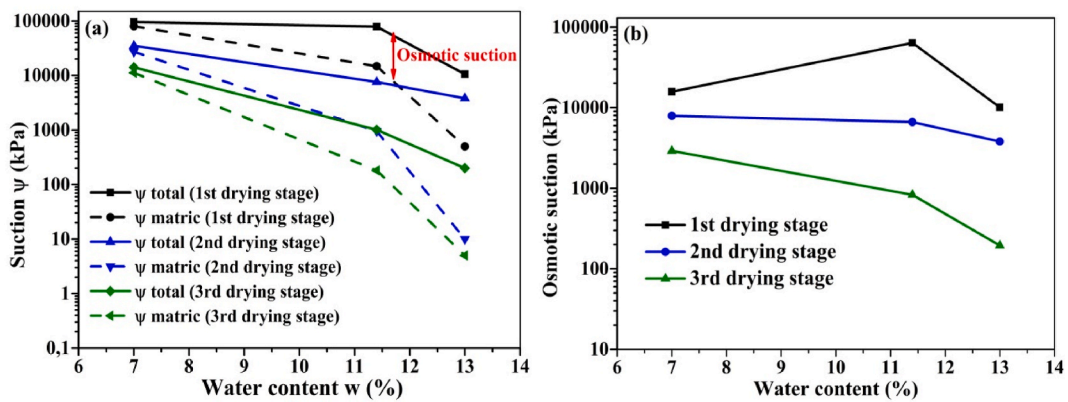 (a)
100000
10000
1000
100
10
1
0,1
Suction ψ (kPa)
Osmotic suction
ψ total (1st drying stage)
ψ matric (1st drying stage)
ψ total (2nd drying stage)
ψ matric (2nd drying stage)
ψ total (3rd drying stage)
ψ matric (3rd drying stage)
6 7 8 9 10 11 12 13 14
Water content w (%)
(b)
100000
10000
1000
100
10
Osmotic suction (kPa)
1st drying stage
2nd drying stage
3rd drying stage
6 7 8 9 10 11 12 13 14
Water content (%)